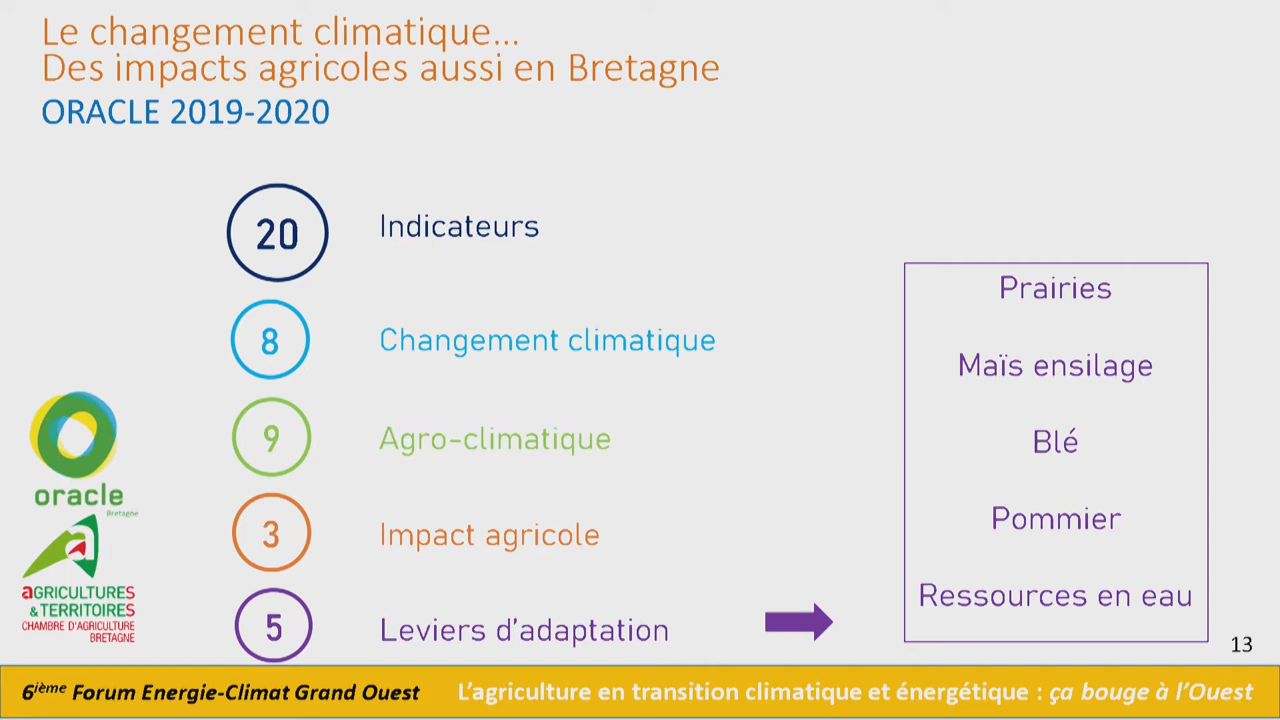 Le changement climatique...
Des impacts agricoles aussi en Bretagne
ORACLE 2019-2020
20 Indicateurs
8 Changement climatique
9 Agro-climatique
3 Impact agricole
5 Leviers d'adaptation
Prairies
Maïs ensilage
Blé
Pommier
Ressources en eau
oracle
Bretagne
aGRICULTURES
& TERRITOIRES
CHAMBRE D'AGRICULTURE
BRETAGNE
13
6ième Forum Energie-Climat Grand Ouest L'agriculture en transition climatique et énergétique : ça bouge à l'Ouest